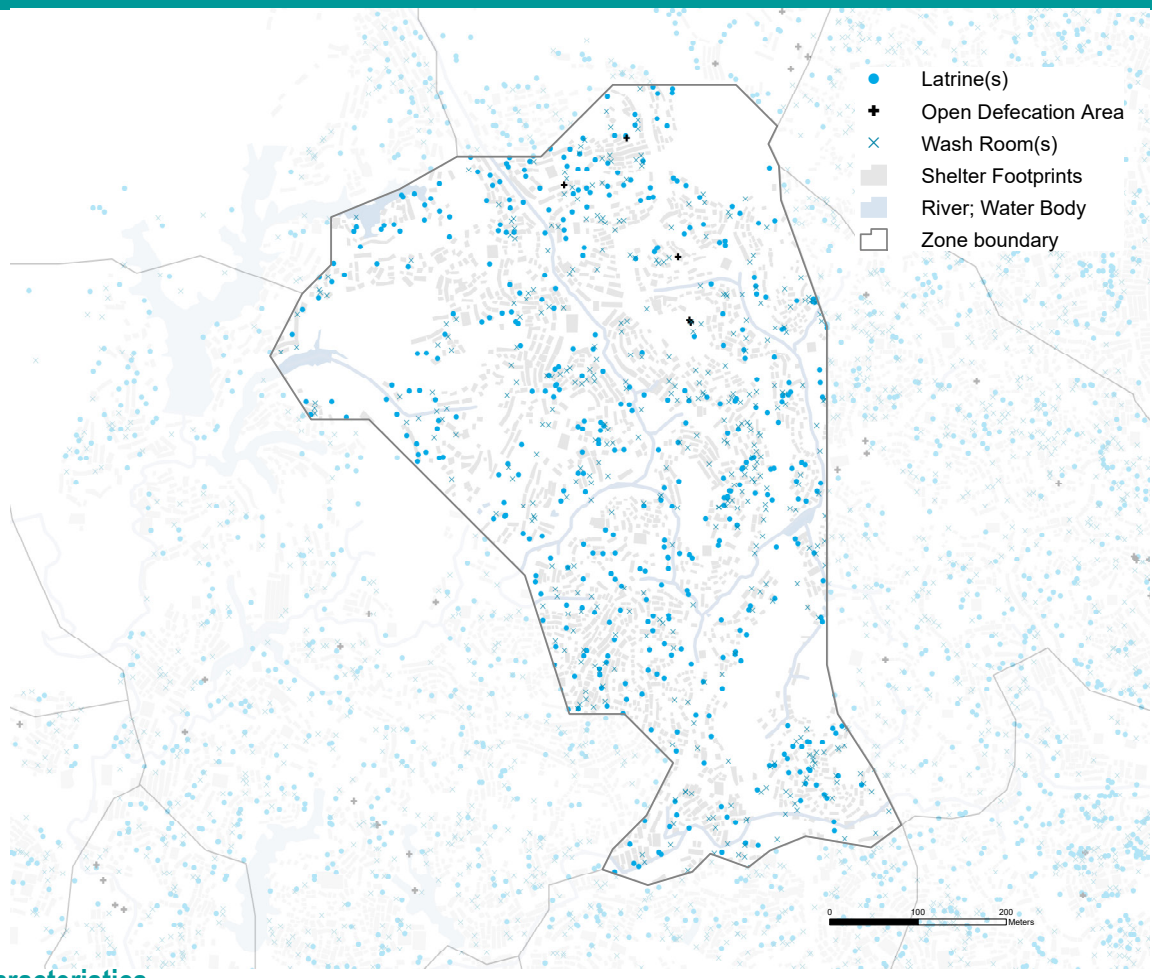 Latrine(s)
Open Defecation Area
Wash Room(s)
Shelter Footprints
River; Water Body
Zone boundary
0 100 200
Meters